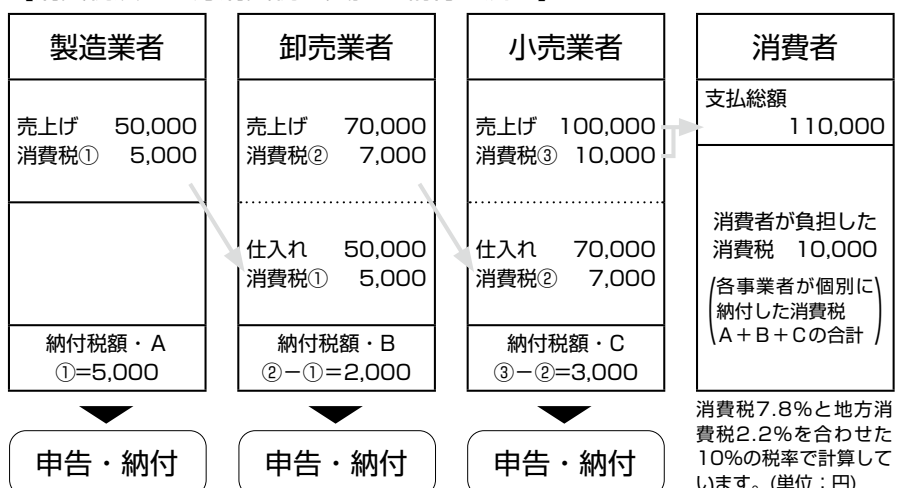 製造業者
売上げ 50,000
消費税① 5,000
納付税額・A
①=5,000
申告・納付
卸売業者
売上げ 70,000
消費税② 7,000
仕入れ 50,000
消費税① 5,000
納付税額・B
②−①=2,000
申告・納付
小売業者
売上げ 100,000
消費税③ 10,000
仕入れ 70,000
消費税② 7,000
納付税額・C
③−②=3,000
申告・納付
消費者
支払総額
110,000
消費者が負担した
消費税 10,000
(各事業者が個別に
納付した消費税
A+B+Cの合計)
消費税7.8%と地方消
費税2.2%を合わせた
10%の税率で計算して
います。(単位:円)